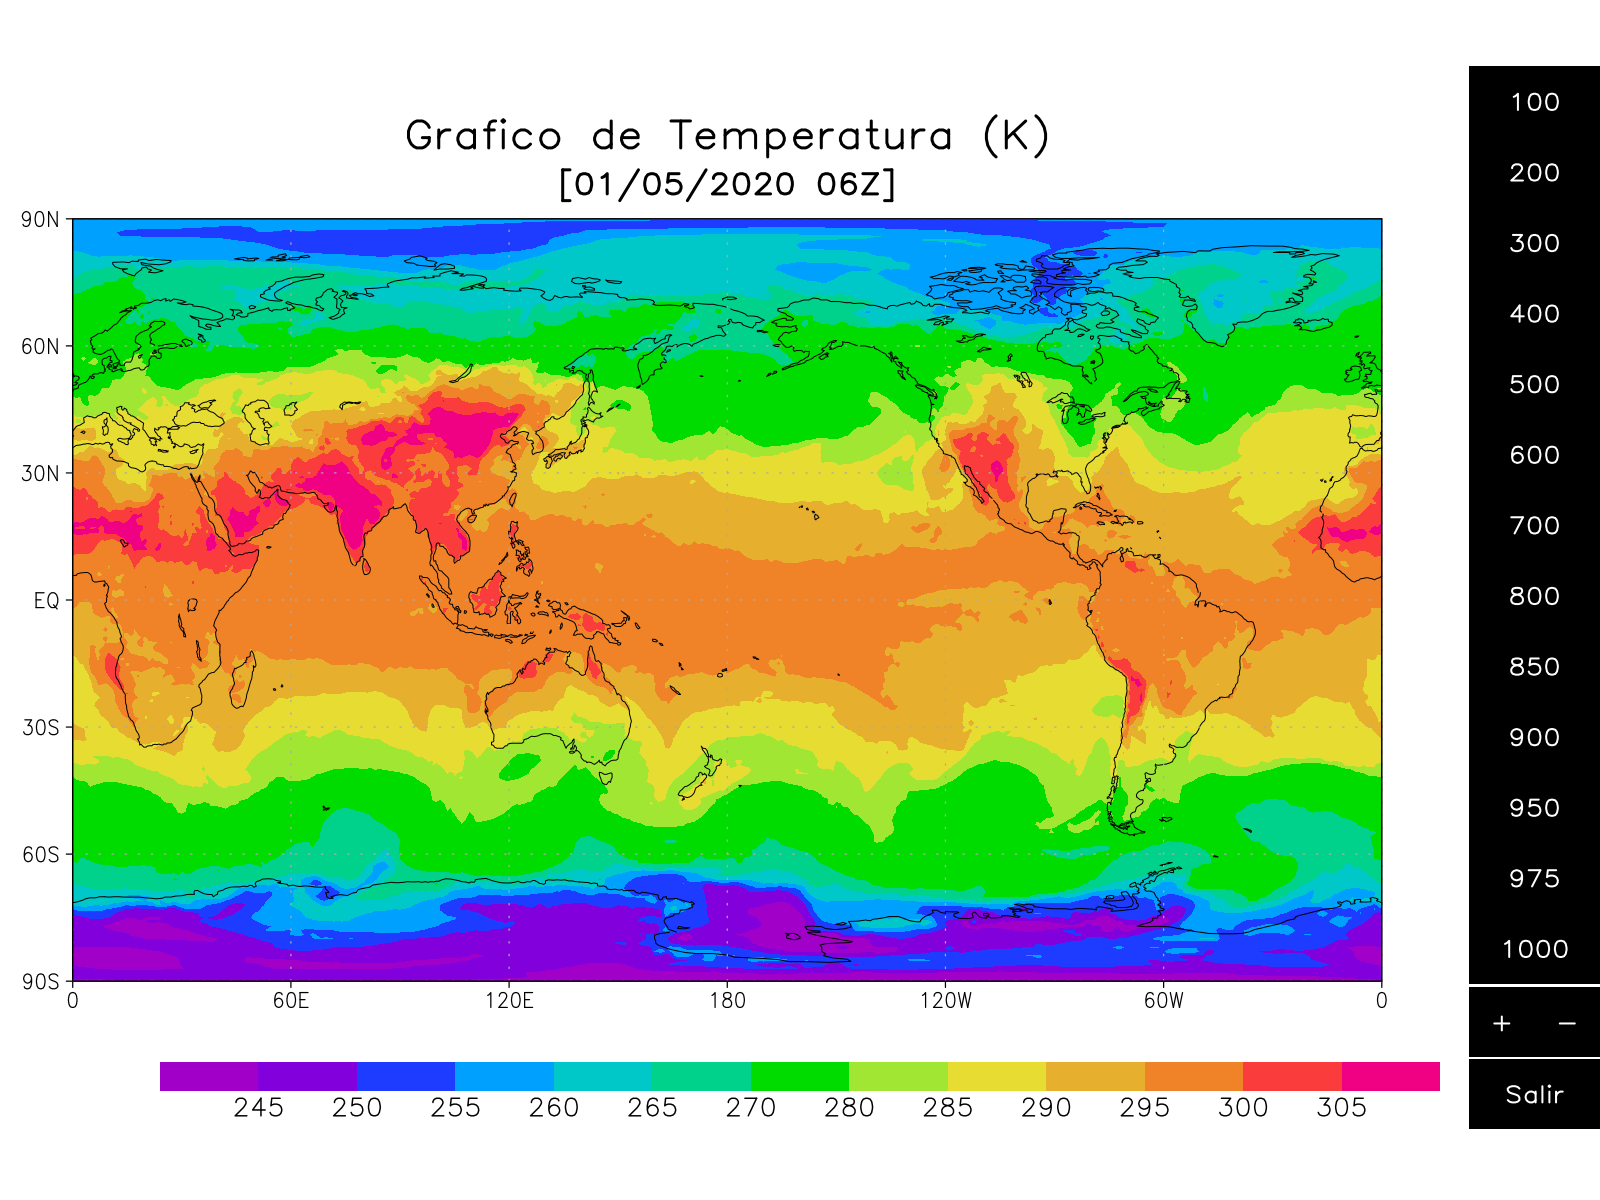 Grafico de Temperatura (K)
[01/05/2020 06Z]
90N
60N
30N
EQ
30S
60S
90S
0 60E 120E 180 120W 60W 0
245 250 255 260 265 270 280 285 290 295 300 305
100
200
300
400
500
600
700
800
850
900
950
975
1000
+ −
Salir